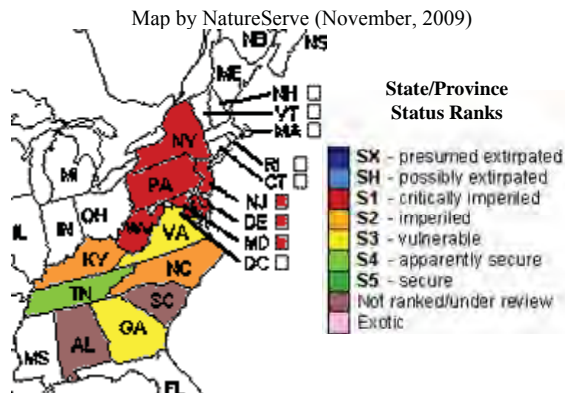 Map by NatureServe (November, 2009)
NB
NS
ME
NH
VT
MA
NY
RI
CT
MI
PA
NJ
DE
MD
DC
IL
IN
OH
WV
VA
KY
NC
TN
SC
MS
AL
GA
FL
State/Province
Status Ranks
SX - presumed extirpated
SH - possibly extirpated
S1 - critically imperiled
S2 - imperiled
S3 - vulnerable
S4 - apparently secure
S5 - secure
Not ranked/under review
Exotic